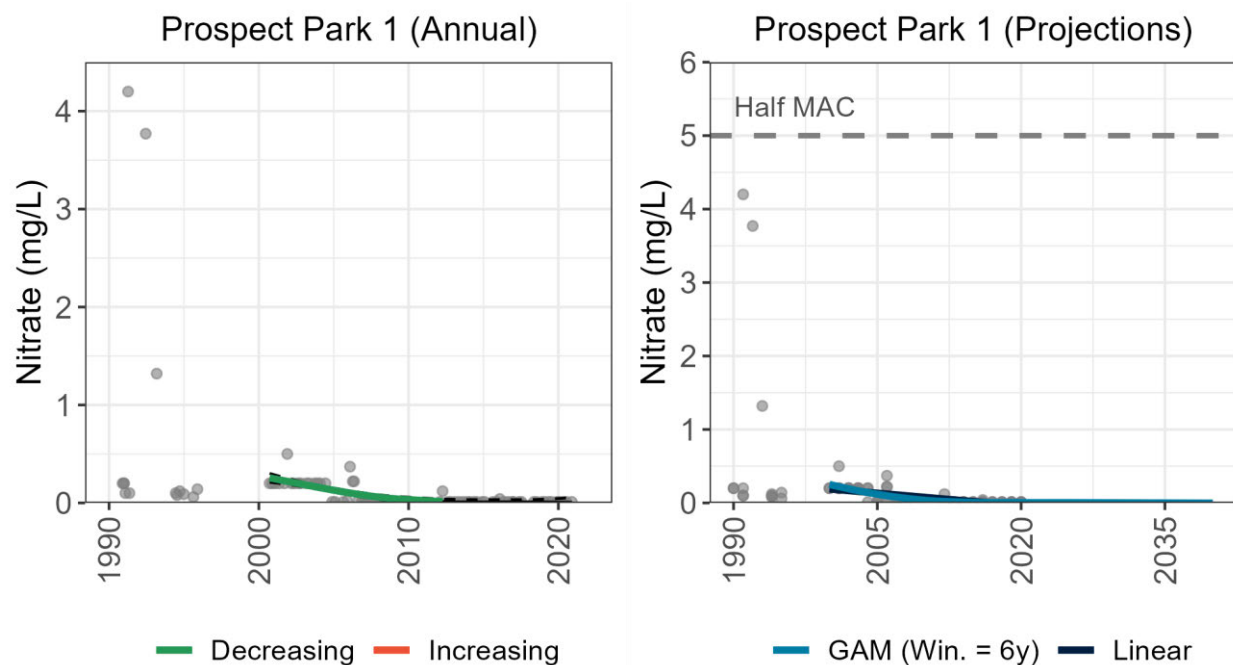 Prospect Park 1 (Annual)
Nitrate (mg/L)
4
3
2
1
0
1990
2000
2010
2020
Decreasing
Increasing
Prospect Park 1 (Projections)
Nitrate (mg/L)
6
5
4
3
2
1
0
Half MAC
1990
2005
2020
2035
GAM (Win. = 6y)
Linear